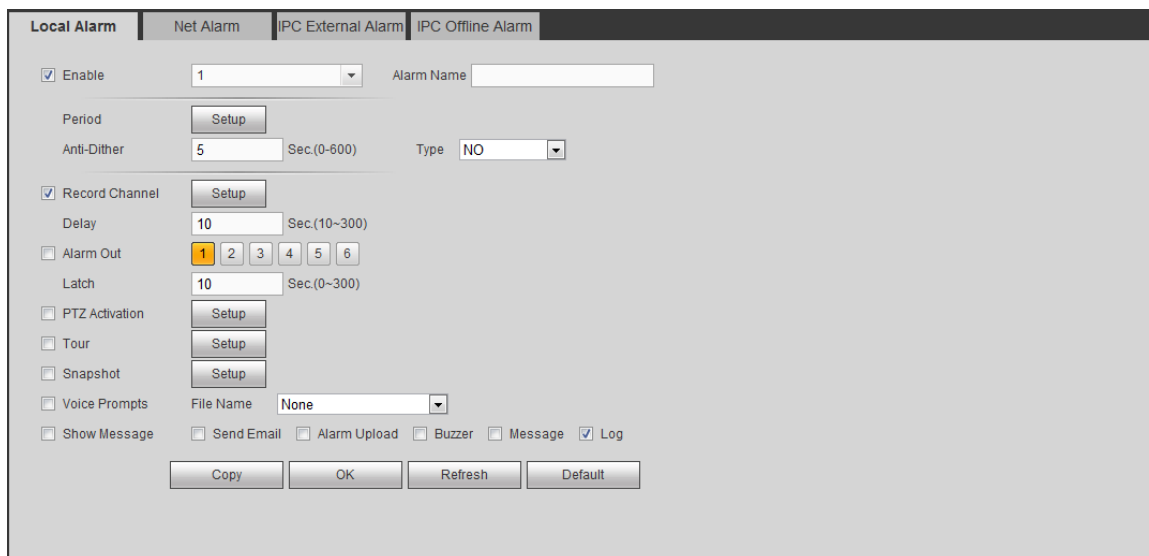 Local Alarm Net Alarm IPC External Alarm IPC Offline Alarm
Enable 1 Alarm Name
Period Setup
Anti-Dither 5 Sec.(0-600) Type NO
Record Channel Setup
Delay 10 Sec.(10~300)
Alarm Out 1 2 3 4 5 6
Latch 10 Sec.(0~300)
PTZ Activation Setup
Tour Setup
Snapshot Setup
Voice Prompts File Name None
Show Message Send Email Alarm Upload Buzzer Message Log
Copy OK Refresh Default